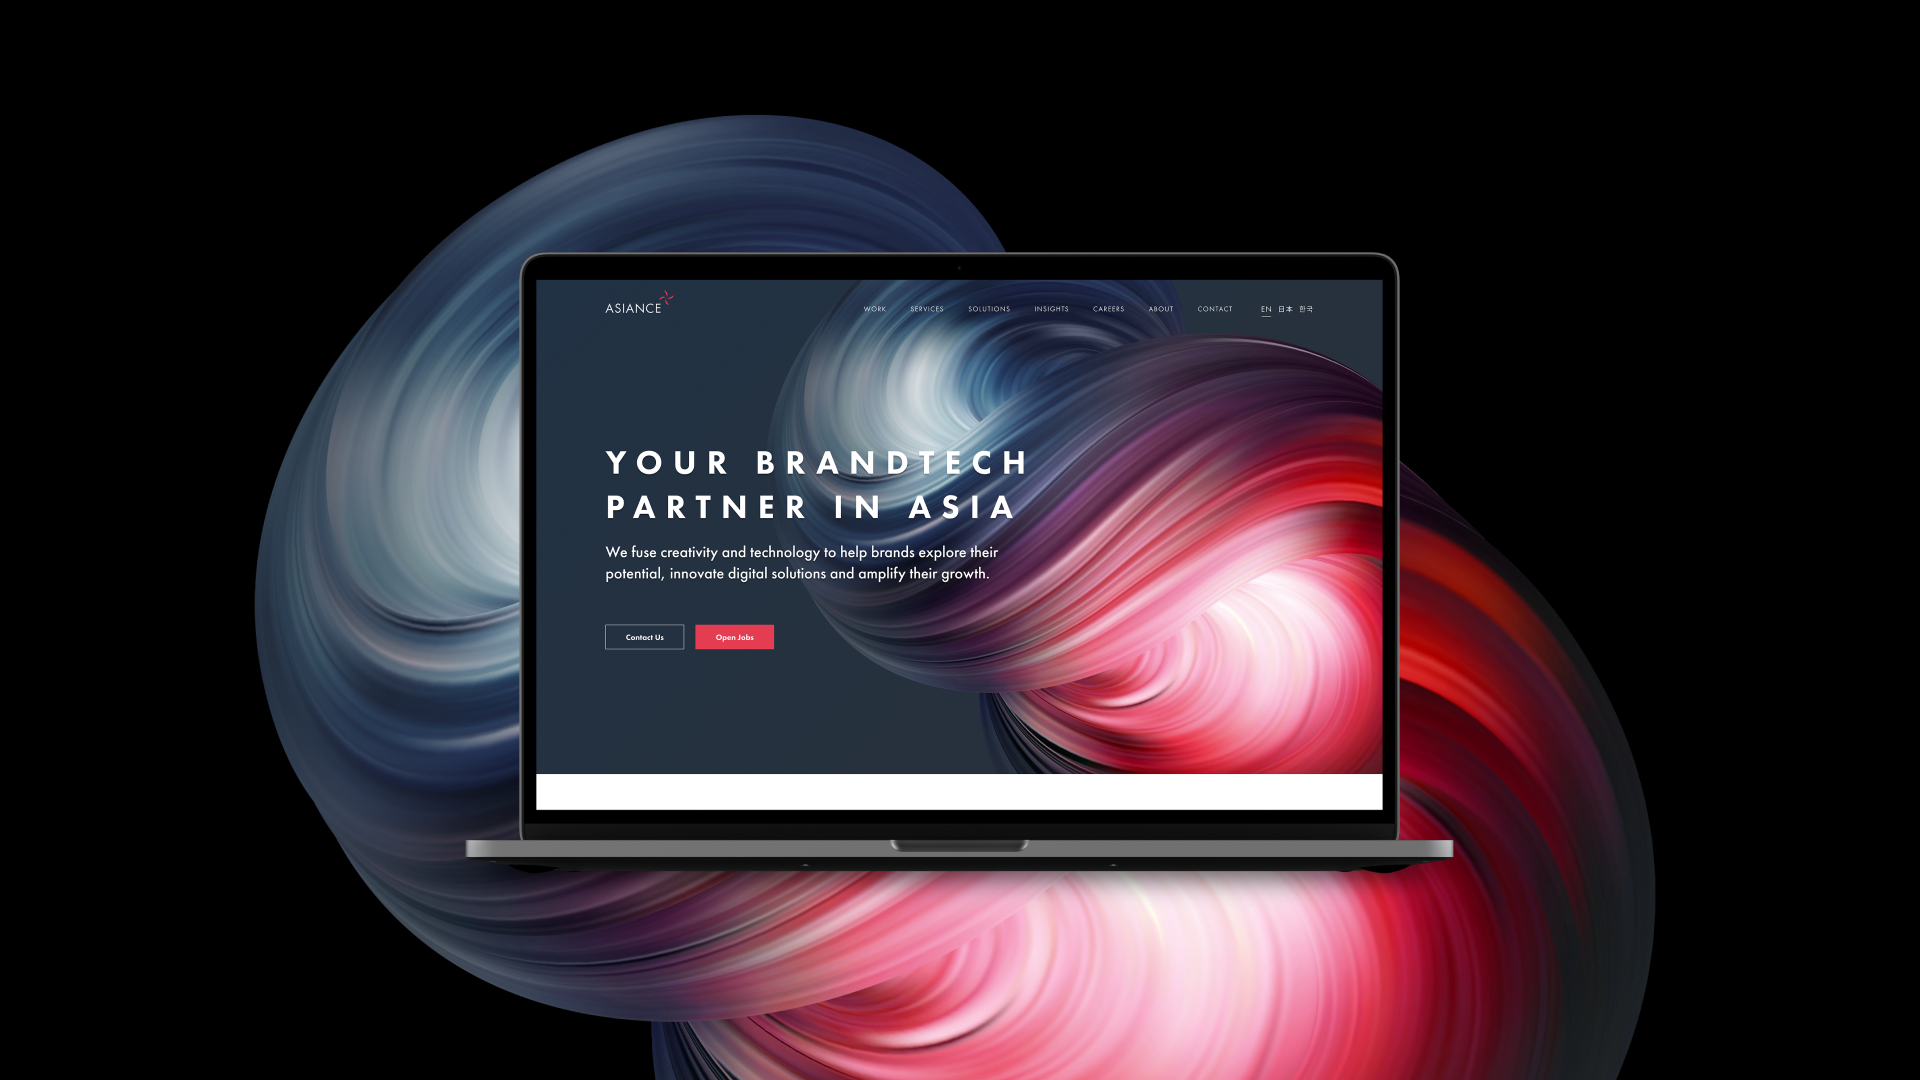 ASIANCE
WORK SERVICES SOLUTIONS INSIGHTS CAREERS ABOUT CONTACT EN 日本 한국
YOUR BRANDTECH
PARTNER IN ASIA
We fuse creativity and technology to help brands explore their
potential, innovate digital solutions and amplify their growth.
Contact Us Open Jobs